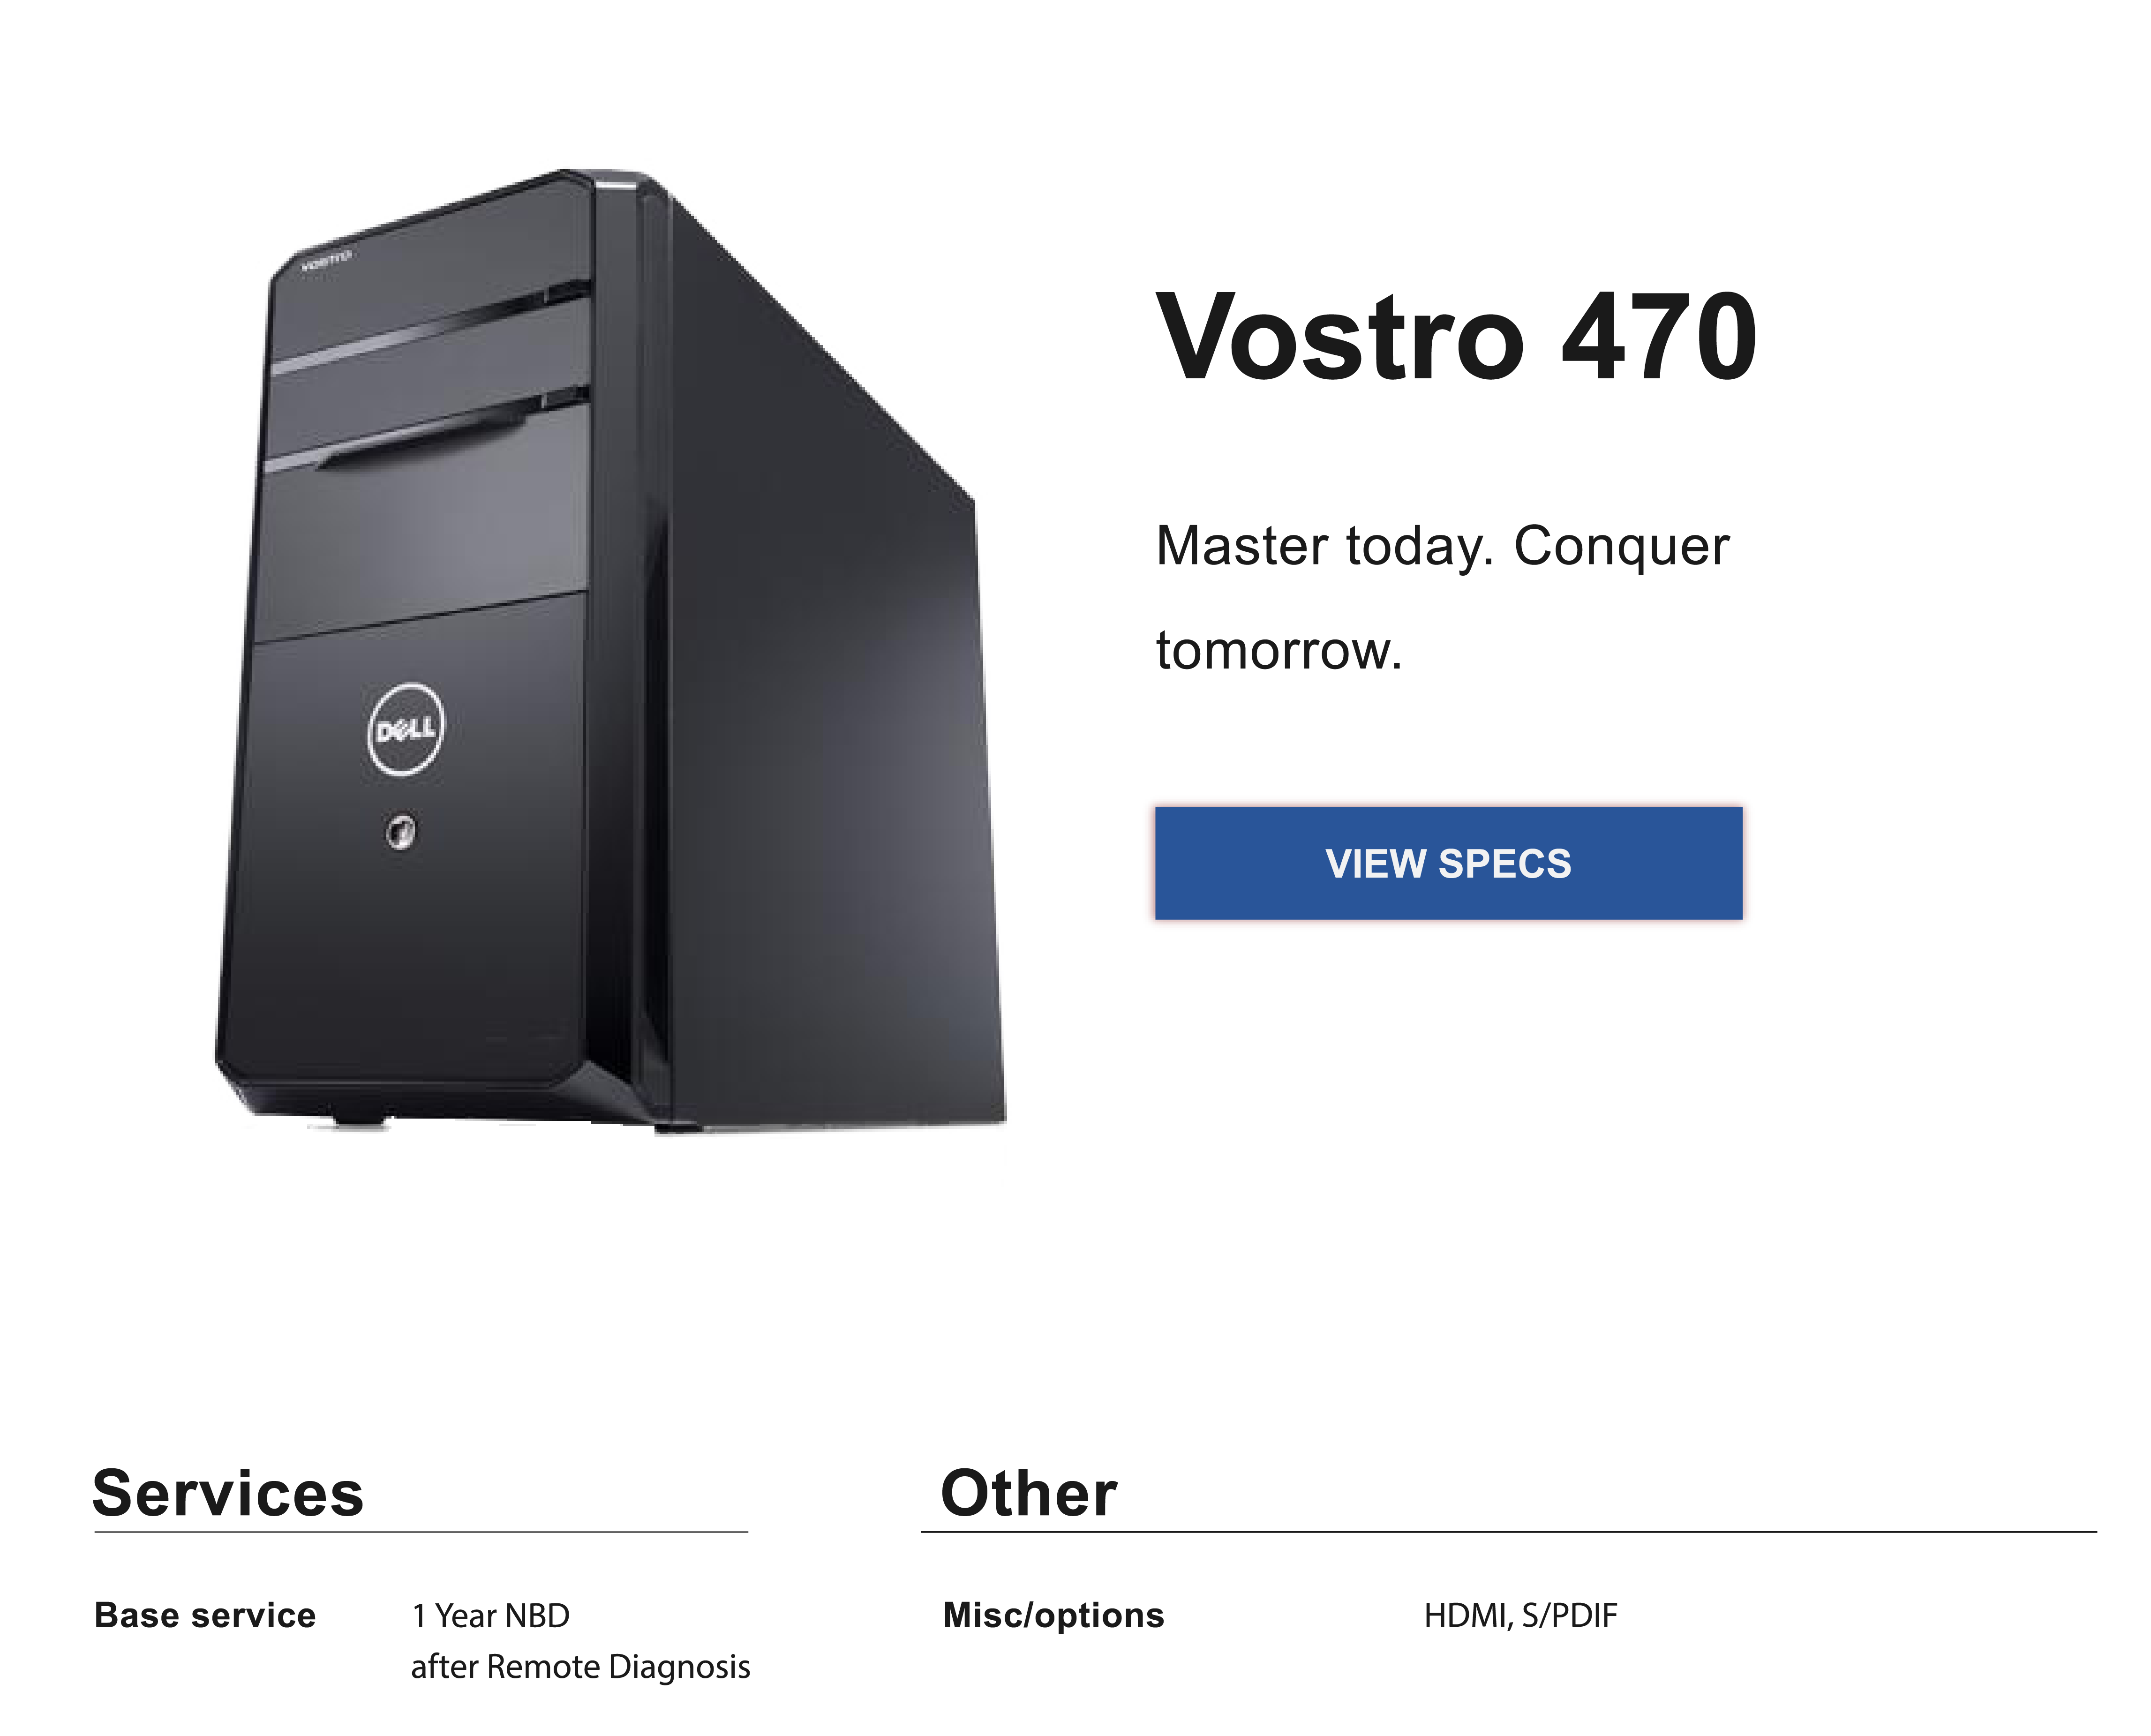 VOSTRO
DELL
Vostro 470
Master today. Conquer
tomorrow.
VIEW SPECS
Services
Other
Base service
1 Year NBD
after Remote Diagnosis
Misc/options
HDMI, S/PDIF